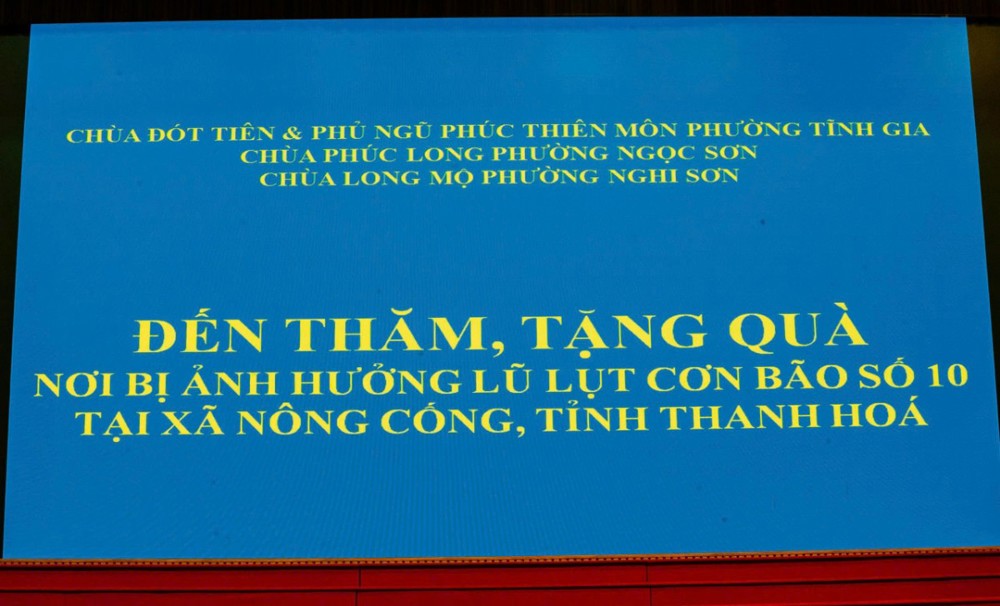 CHÙA ĐÓT TIÊN & PHỦ NGŨ PHÚC THIÊN MÔN PHƯỜNG TĨNH GIA
CHÙA PHÚC LONG PHƯỜNG NGỌC SƠN
CHÙA LONG MỘ PHƯỜNG NGHI SƠN
ĐẾN THĂM, TẶNG QUÀ
NƠI BỊ ẢNH HƯỞNG LŨ LỤT CƠN BÃO SỐ 10
TẠI XÃ NÔNG CỐNG, TỈNH THANH HOÁ